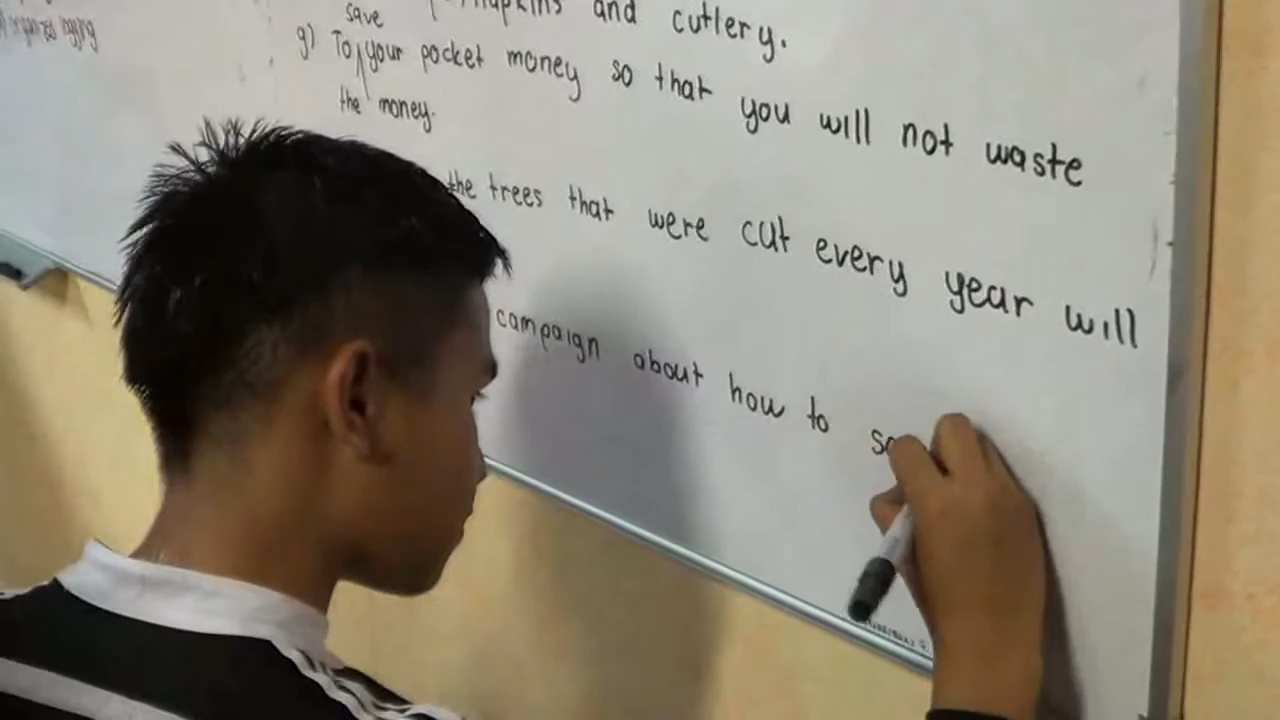 napkins and cutlery.
save
g) To your pocket money so that you will not waste
the money.
the trees that were cut every year will
campaign about how to